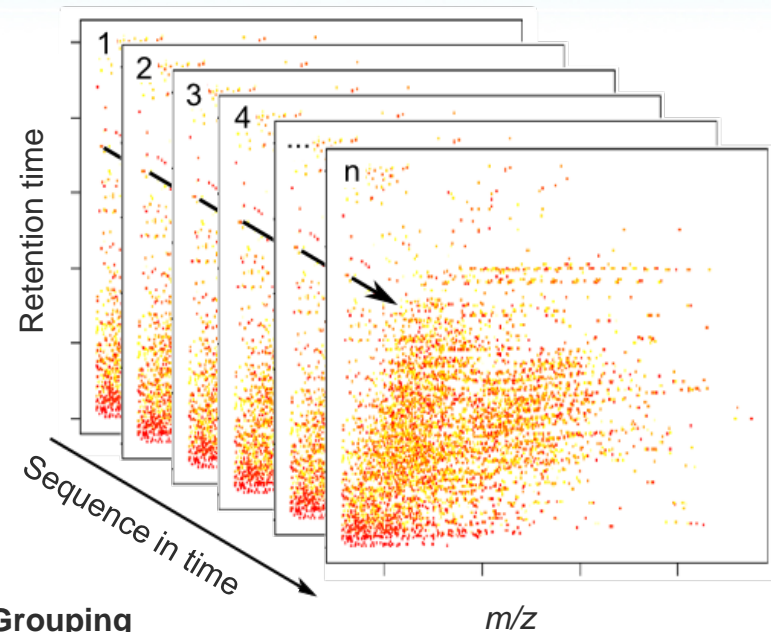 1
2
3
4
...
n
Retention time
Sequence in time
Grouping
m/z